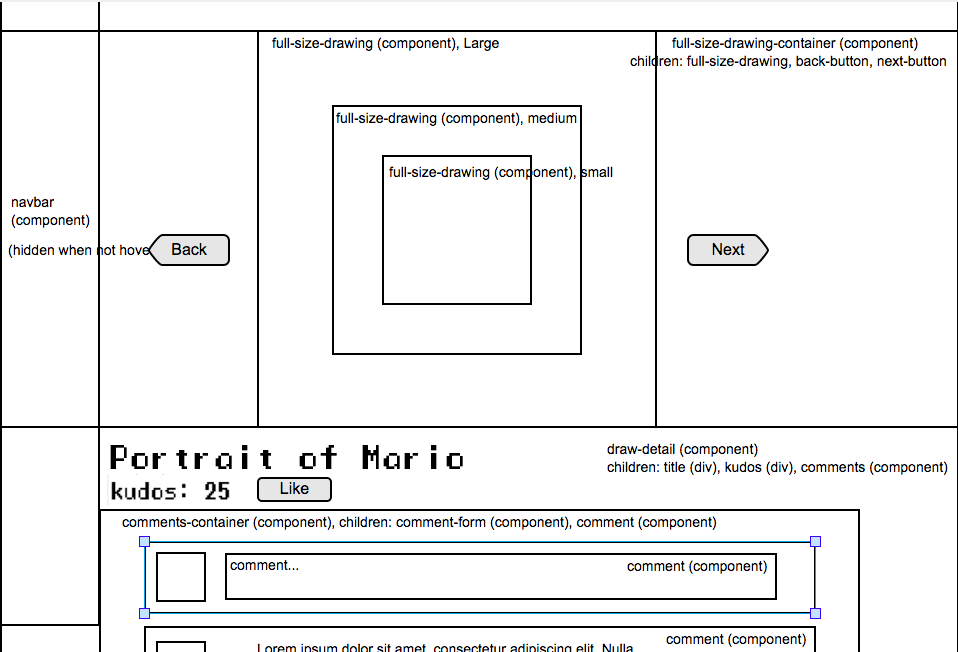 full-size-drawing (component), Large
full-size-drawing-container (component)
children: full-size-drawing, back-button, next-button
full-size-drawing (component), medium
full-size-drawing (component), small
navbar
(component)
(hidden when not hove
Back
Next
Portrait of Mario
kudos: 25
Like
draw-detail (component)
children: title (div), kudos (div), comments (component)
comments-container (component), children: comment-form (component), comment (component)
comment...
comment (component)
comment (component)
Lorem ipsum dolor sit amet, consectetur adipiscing elit. Nulla